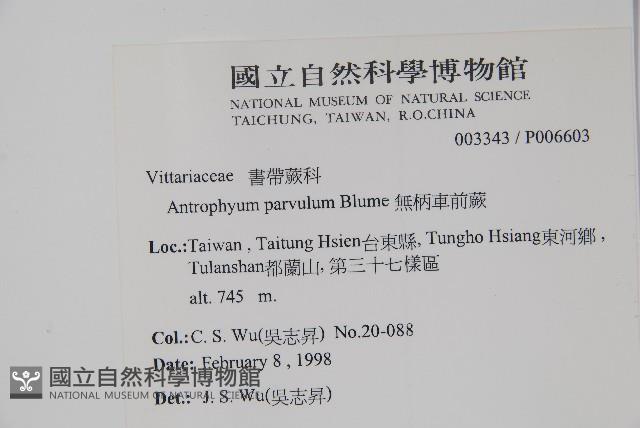 國立自然科學博物館
NATIONAL MUSEUM OF NATURAL SCIENCE
TAICHUNG, TAIWAN, R.O.CHINA
003343 / P006603
Vittariaceae 書帶蕨科
Antrophyum parvulum Blume 無柄車前蕨
Loc.:Taiwan , Taitung Hsien台東縣, Tungho Hsiang東河鄉 ,
Tulanshan都蘭山, 第三十七樣區
alt. 745 m.
Col.:C. S. Wu(吳志昇) No.20-088
Date: February 8 , 1998
Det.: J. S. Wu(吳志昇)
國立自然科學博物館
NATIONAL MUSEUM OF NATURAL SCIENCE